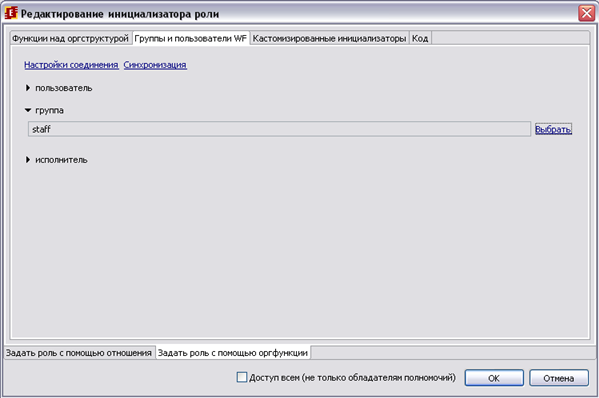 Редактирование инициализатора роли
Функции над оргструктурой Группы и пользователи WF Кастомизированные инициализаторы Код
Настройки соединения Синхронизация
пользователь
группа
staff Выбрать
исполнитель
Задать роль с помощью отношения Задать роль с помощью оргфункции
Доступ всем (не только обладателям полномочий) OK Отмена